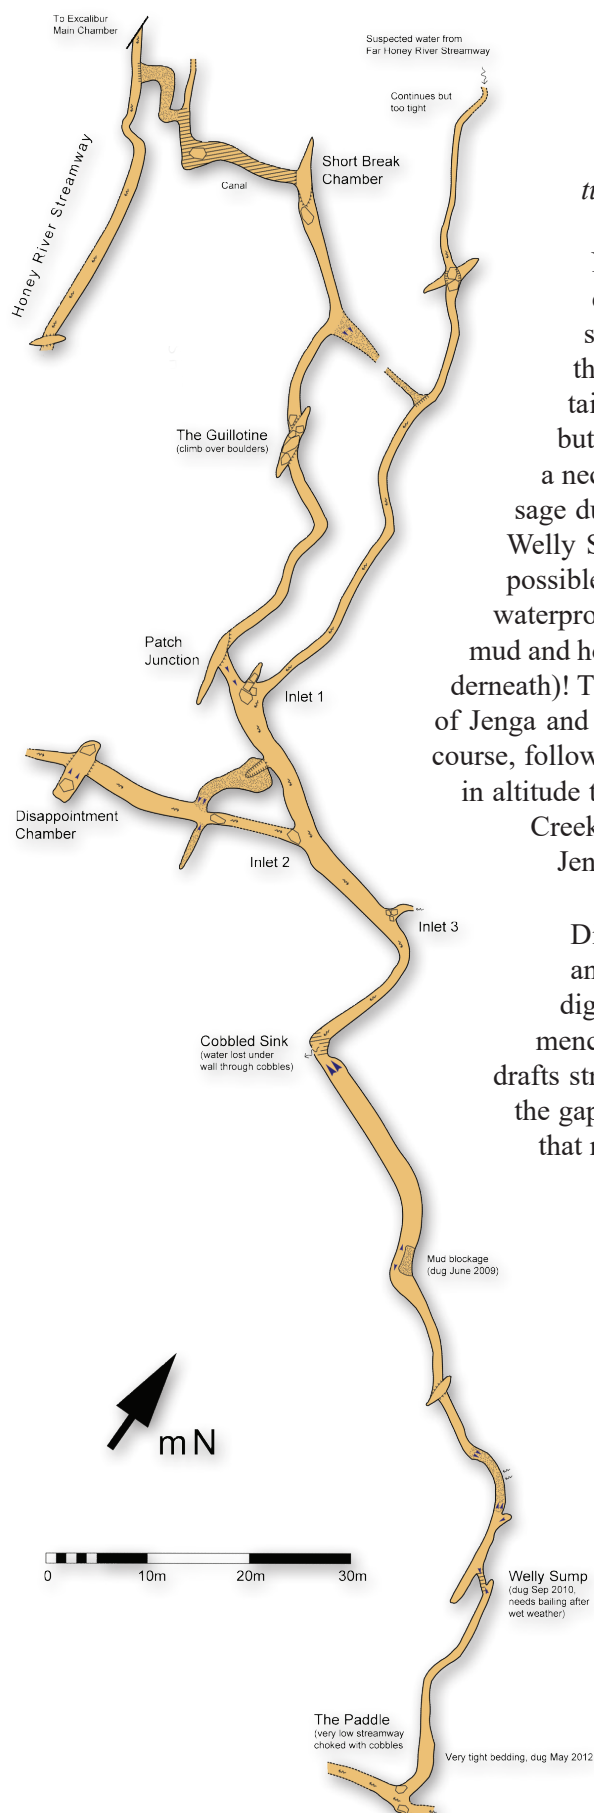 To Excalibur
Main Chamber
Suspected water from
Far Honey River Streamway
Continues but
too tight
Honey River Streamway
Short Break
Chamber
Canal
The Guillotine
(climb over boulders)
Patch
Junction
Inlet 1
Disappointment
Chamber
Inlet 2
Inlet 3
Cobbled Sink
(water lost under
wall through cobbles)
Mud blockage
(dug June 2009)
mN
0 10m 20m 30m
Welly Sump
(dug Sep 2010,
needs bailing after
wet weather)
The Paddle
(very low streamway
choked with cobbles
Very tight bedding, dug May 2012
th
tai
but
a nec
sage du
Welly S
possible
waterpro
mud and ho
derneath)! T
of Jenga and
course, follow
in altitude t
Creek
Jen
Di
an
dig
menc
drafts str
the gap
that r